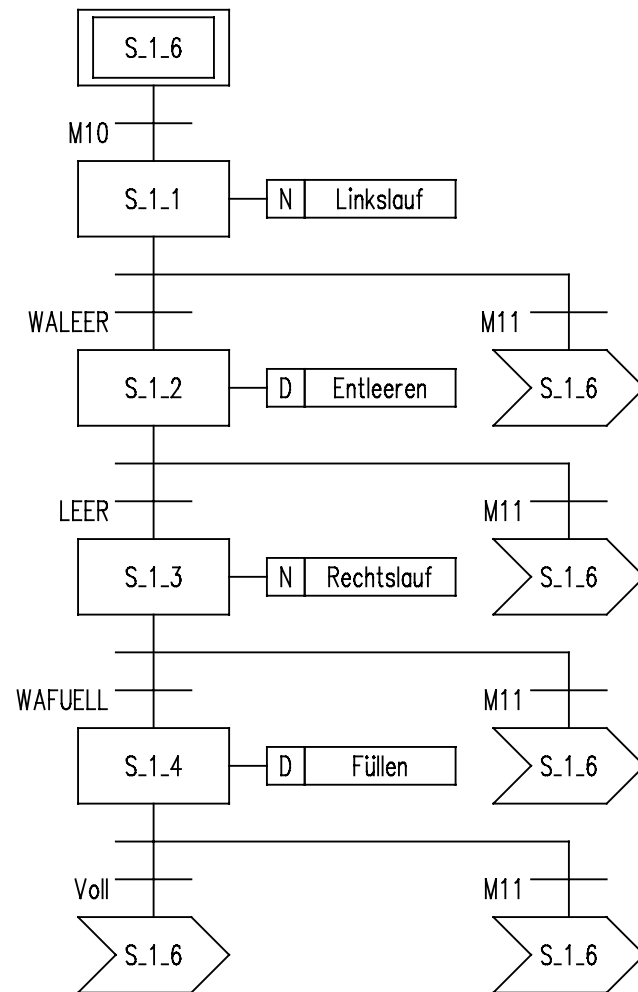 S_1_6
M10
S_1_1 N Linkslauf
WALEER M11
S_1_2 D Entleeren S_1_6
LEER M11
S_1_3 N Rechtslauf S_1_6
WAFUELL M11
S_1_4 D Füllen S_1_6
Voll M11
S_1_6 S_1_6